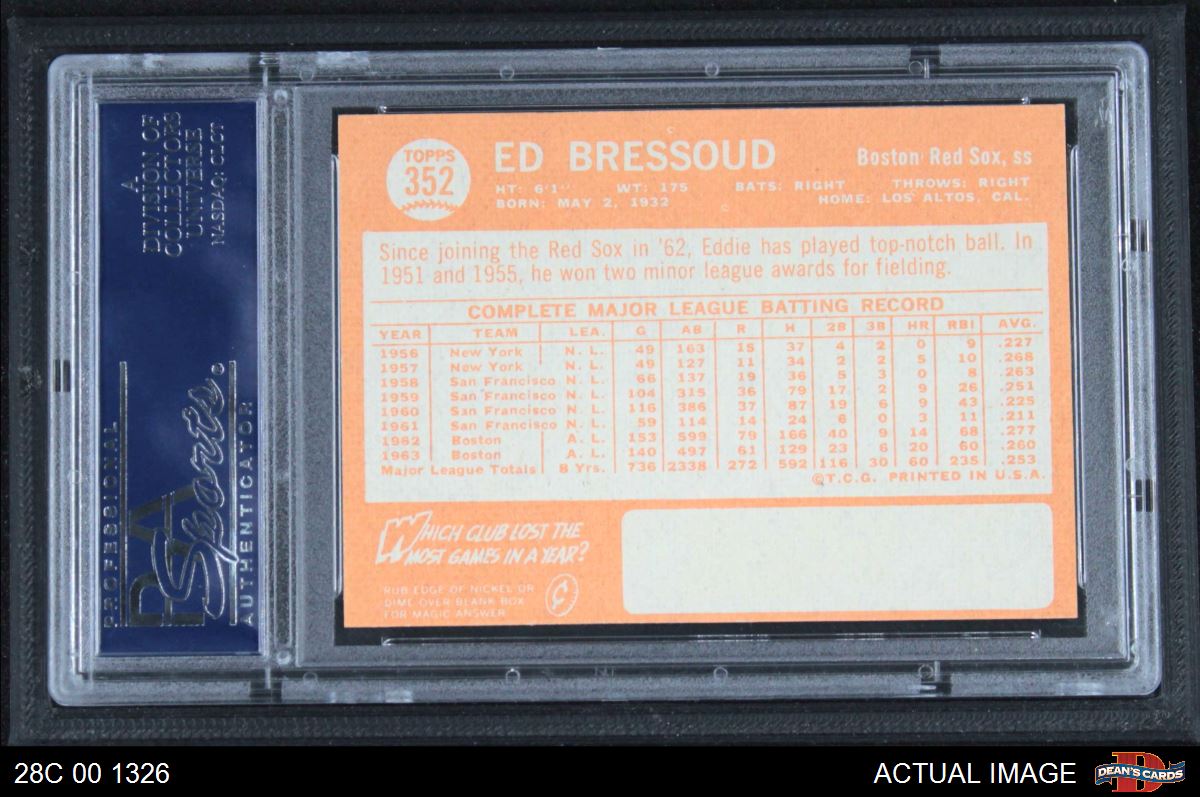 A
DIVISION OF
COLLECTORS
UNIVERSE
NASDAQ: CLCT
PROFESSIONAL
PSA
Sports
AUTHENTICATOR
TOPPS
352
ED BRESSOUD
Boston Red Sox, ss
HT: 6'1" WT: 175 BATS: RIGHT THROWS: RIGHT
BORN: MAY 2, 1932 HOME: LOS ALTOS, CAL.
Since joining the Red Sox in '62, Eddie has played top-notch ball. In
1951 and 1955, he won two minor league awards for fielding.
COMPLETE MAJOR LEAGUE BATTING RECORD
YEAR TEAM LEA. G AB R H 2B 3B HR RBI AVG.
1956 New York N. L. 49 163 15 37 4 2 0 9 .227
1957 New York N. L. 49 127 11 34 2 2 5 10 .268
1958 San Francisco N. L. 66 137 19 36 5 3 0 8 .263
1959 San Francisco N. L. 104 315 36 79 17 2 9 26 .251
1960 San Francisco N. L. 116 386 37 87 19 6 9 43 .225
1961 San Francisco N. L. 59 114 14 24 6 0 3 11 .211
1962 Boston A. L. 153 599 79 166 40 9 14 68 .277
1963 Boston A. L. 140 497 61 129 23 6 20 60 .260
Major League Totals 8 Yrs. 736 2338 272 592 116 30 60 235 .253
©T.C.G. PRINTED IN U.S.A.
WHICH CLUB LOST THE
MOST GAMES IN A YEAR?
RUB EDGE OF NICKEL OR
DIME OVER BLANK BOX
FOR MAGIC ANSWER
28C 00 1326
ACTUAL IMAGE
D
DEAN'S CARDS